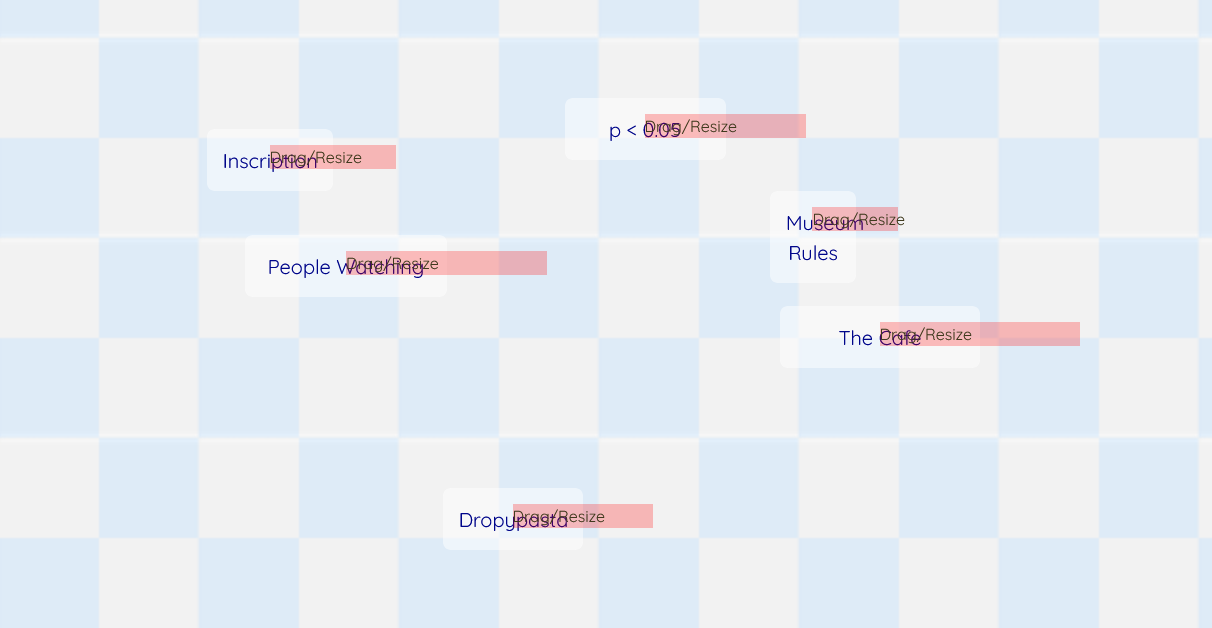 p < 0.05
Drag/Resize
Inscription
Drag/Resize
Museum
Rules
Drag/Resize
People Watching
Drag/Resize
The Cafe
Drag/Resize
Dropypasta
Drag/Resize